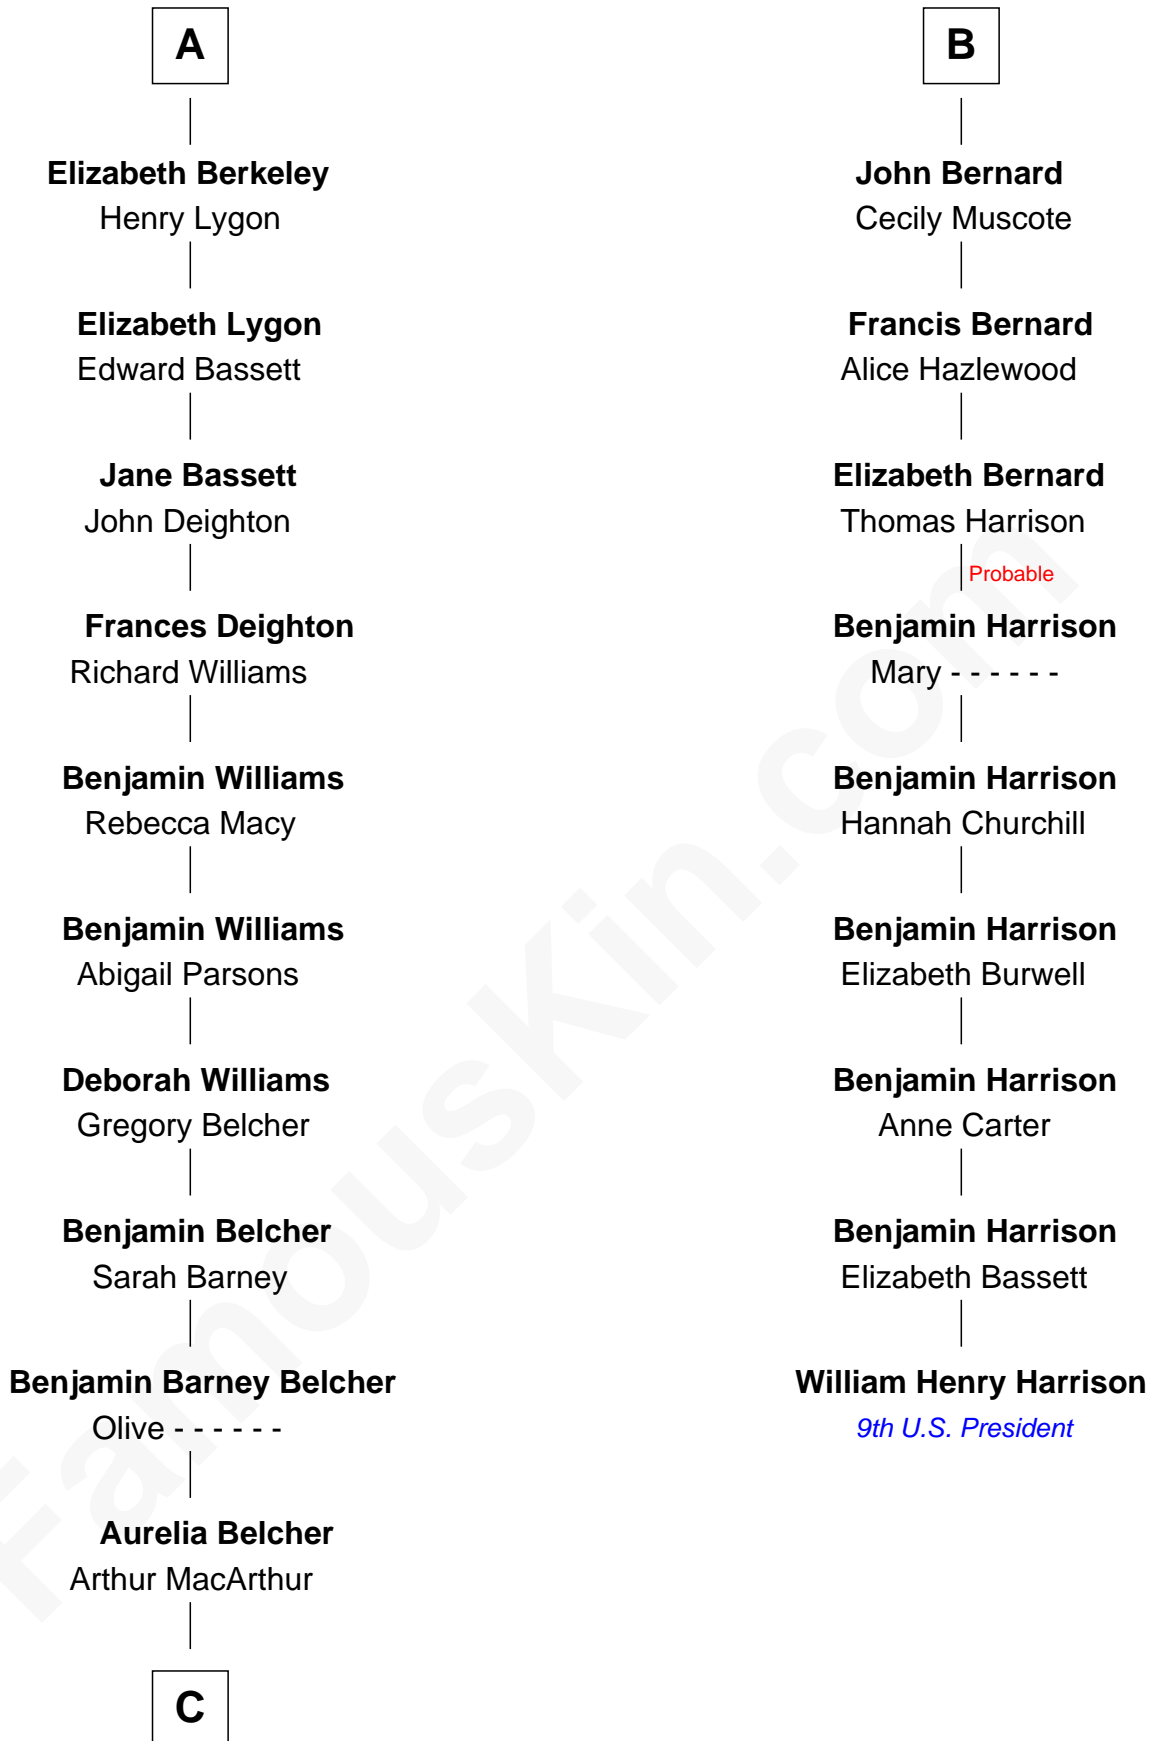 A
Elizabeth Berkeley
Henry Lygon
Elizabeth Lygon
Edward Bassett
Jane Bassett
John Deighton
Frances Deighton
Richard Williams
Benjamin Williams
Rebecca Macy
Benjamin Williams
Abigail Parsons
Deborah Williams
Gregory Belcher
Benjamin Belcher
Sarah Barney
Benjamin Barney Belcher
Olive - - - - - -
Aurelia Belcher
Arthur MacArthur
C
B
John Bernard
Cecily Muscote
Francis Bernard
Alice Hazlewood
Elizabeth Bernard
Thomas Harrison
Probable
Benjamin Harrison
Mary - - - - - -
Benjamin Harrison
Hannah Churchill
Benjamin Harrison
Elizabeth Burwell
Benjamin Harrison
Anne Carter
Benjamin Harrison
Elizabeth Bassett
William Henry Harrison
9th U.S. President
FamousKin.com